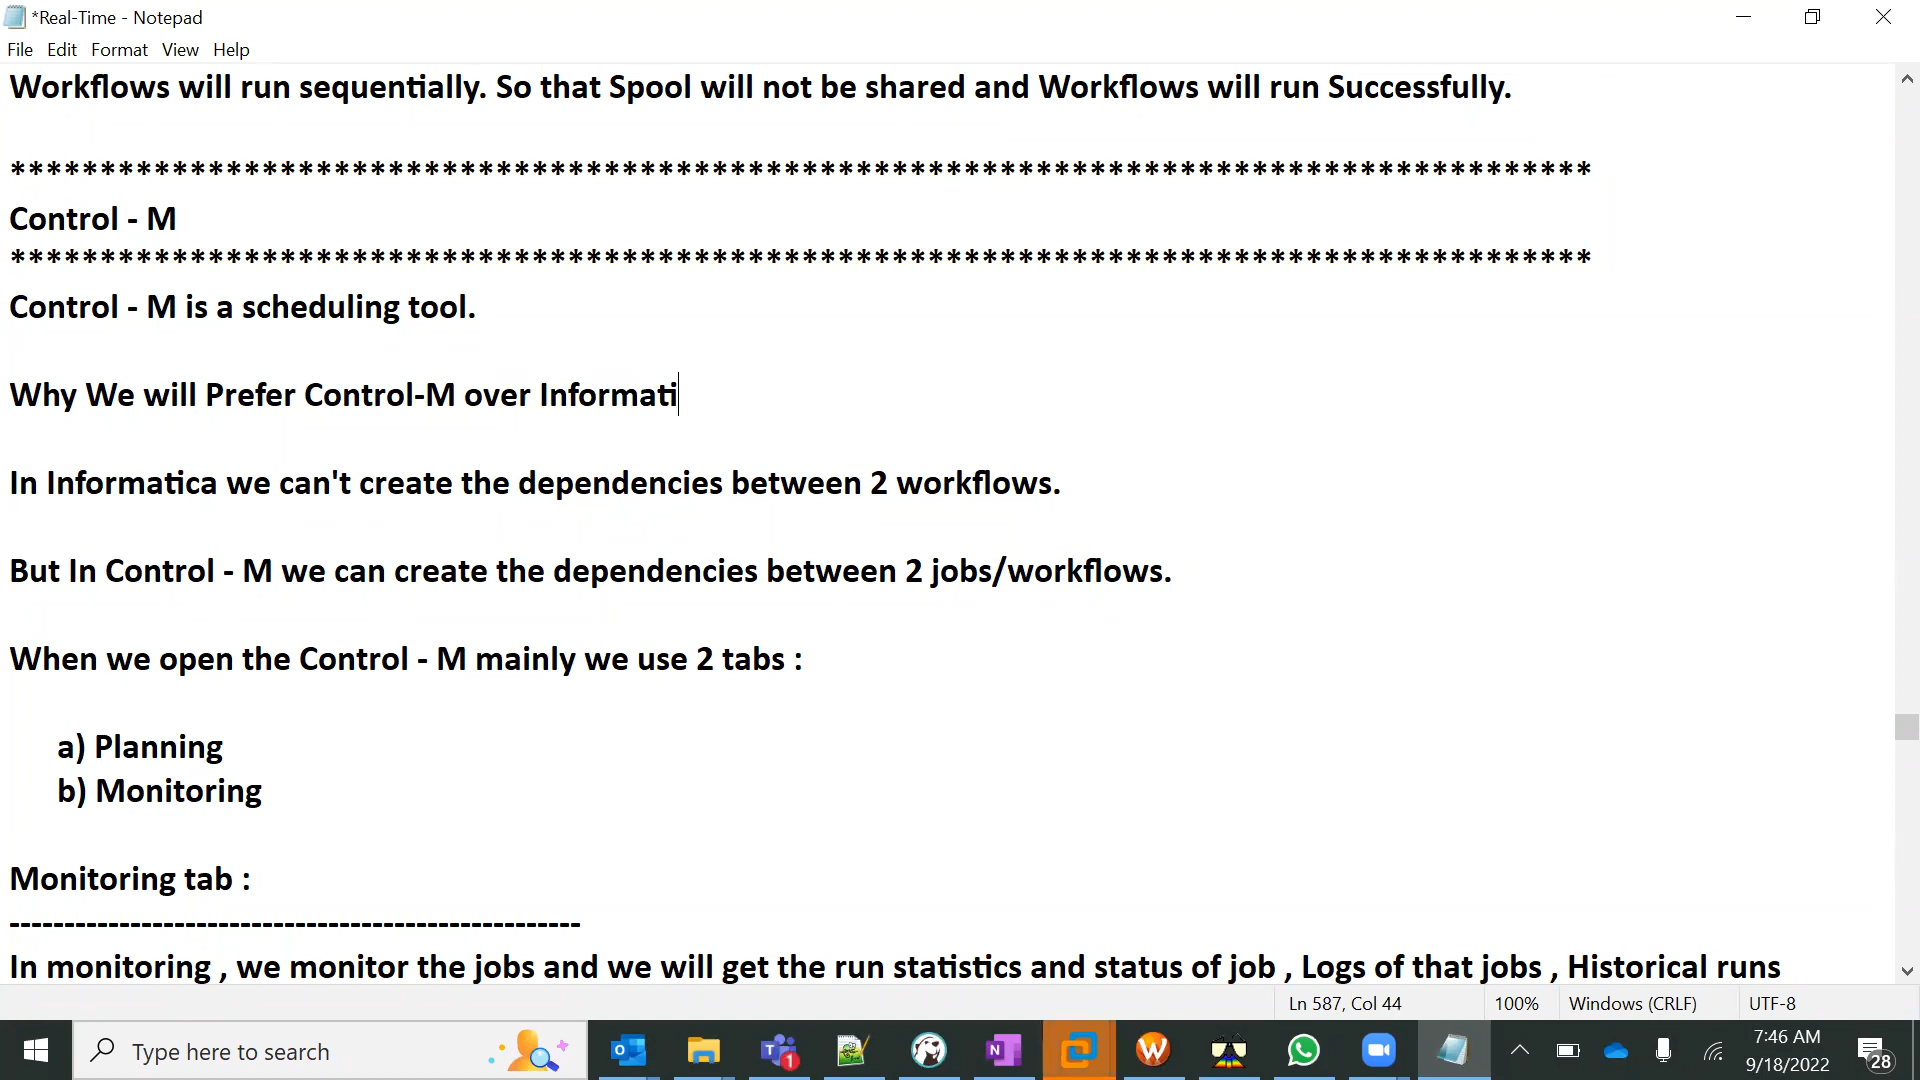 *Real-Time - Notepad
File Edit Format View Help
Workflows will run sequentially. So that Spool will not be shared and Workflows will run Successfully.
****************************************************************************************
Control - M
****************************************************************************************
Control - M is a scheduling tool.
Why We will Prefer Control-M over Informati
In Informatica we can't create the dependencies between 2 workflows.
But In Control - M we can create the dependencies between 2 jobs/workflows.
When we open the Control - M mainly we use 2 tabs :
a) Planning
b) Monitoring
Monitoring tab :
----------------------------------------------------
In monitoring , we monitor the jobs and we will get the run statistics and status of job , Logs of that jobs , Historical runs
Ln 587, Col 44 100% Windows (CRLF) UTF-8
Type here to search
1
7:46 AM
9/18/2022
28